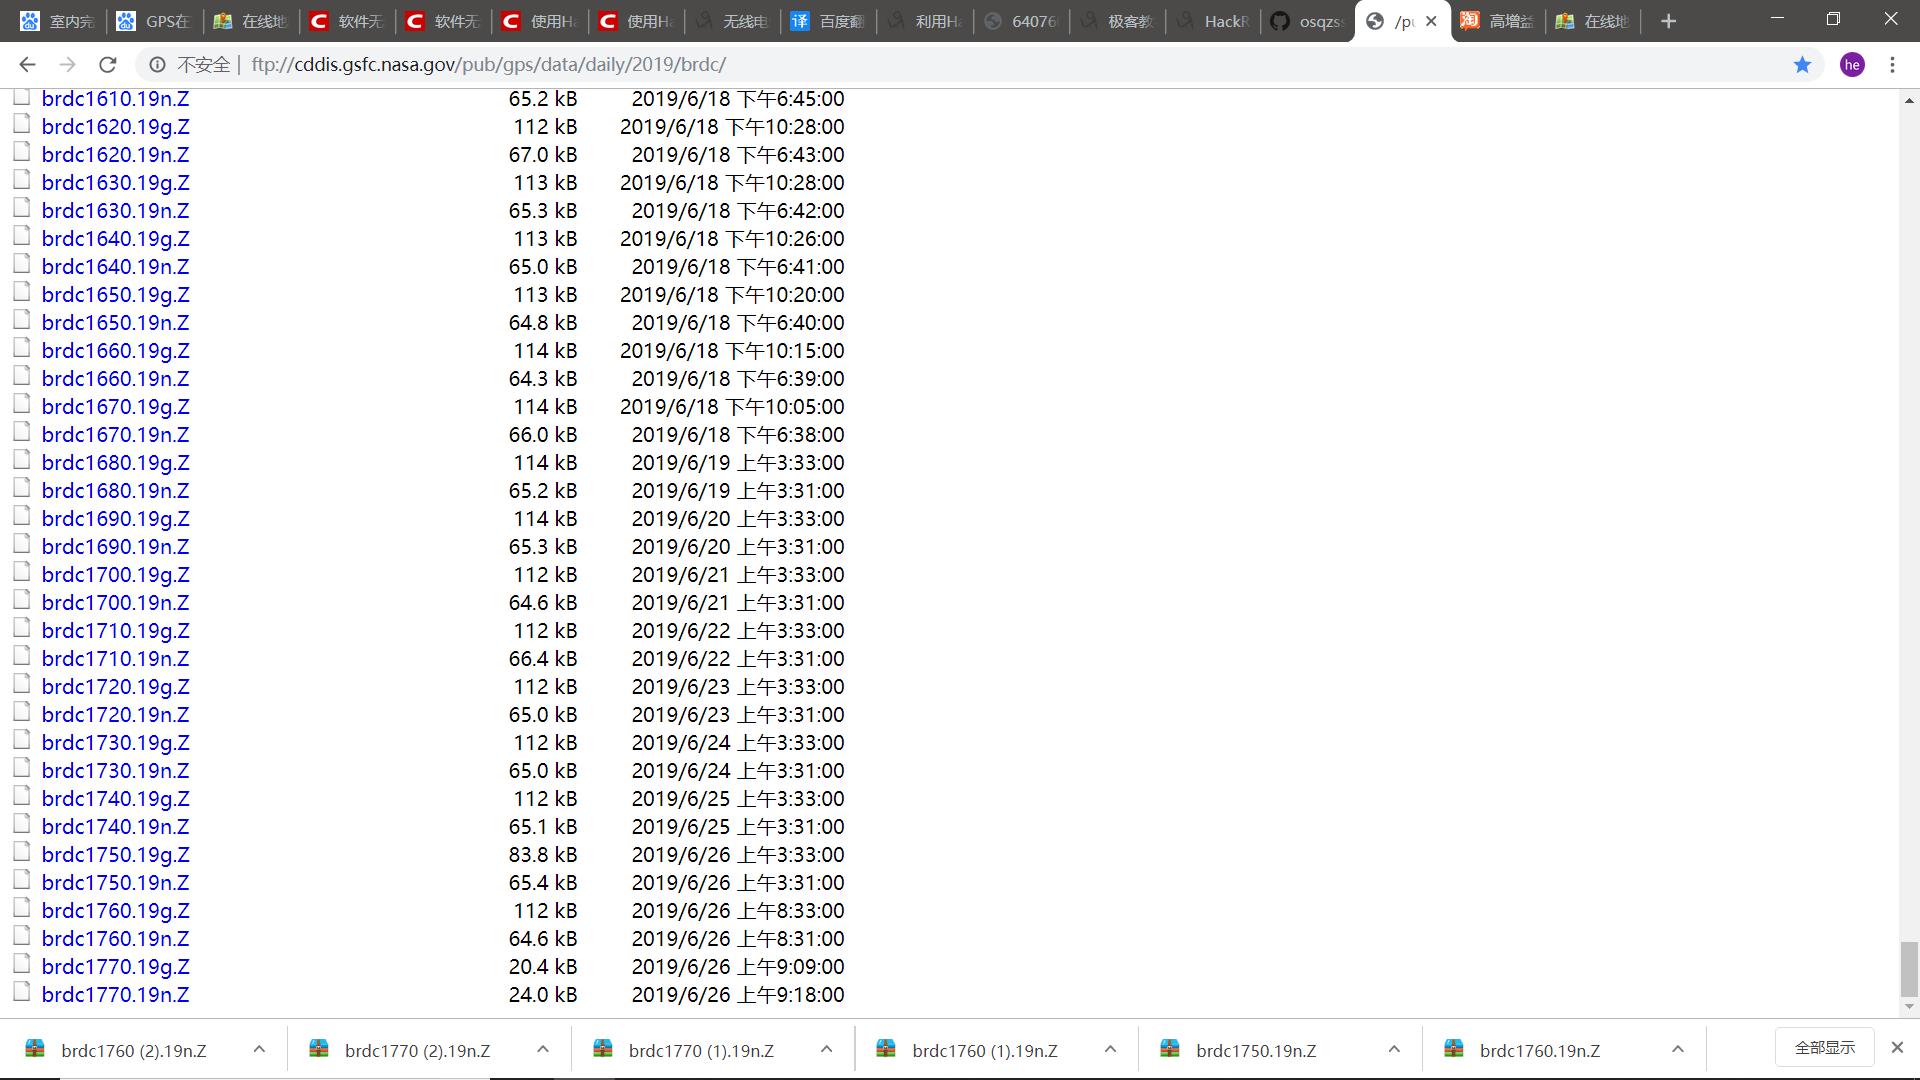 室内完
GPS在
在线地
软件无
软件无
使用Ha
使用Ha
无线电
百度翻
利用Ha
64076
极客教
HackR
osqzss
/pu
高增益
在线地
不安全 | ftp://cddis.gsfc.nasa.gov/pub/gps/data/daily/2019/brdc/
he
brdc1610.19n.Z 65.2 kB 2019/6/18 下午6:45:00
brdc1620.19g.Z 112 kB 2019/6/18 下午10:28:00
brdc1620.19n.Z 67.0 kB 2019/6/18 下午6:43:00
brdc1630.19g.Z 113 kB 2019/6/18 下午10:28:00
brdc1630.19n.Z 65.3 kB 2019/6/18 下午6:42:00
brdc1640.19g.Z 113 kB 2019/6/18 下午10:26:00
brdc1640.19n.Z 65.0 kB 2019/6/18 下午6:41:00
brdc1650.19g.Z 113 kB 2019/6/18 下午10:20:00
brdc1650.19n.Z 64.8 kB 2019/6/18 下午6:40:00
brdc1660.19g.Z 114 kB 2019/6/18 下午10:15:00
brdc1660.19n.Z 64.3 kB 2019/6/18 下午6:39:00
brdc1670.19g.Z 114 kB 2019/6/18 下午10:05:00
brdc1670.19n.Z 66.0 kB 2019/6/18 下午6:38:00
brdc1680.19g.Z 114 kB 2019/6/19 上午3:33:00
brdc1680.19n.Z 65.2 kB 2019/6/19 上午3:31:00
brdc1690.19g.Z 114 kB 2019/6/20 上午3:33:00
brdc1690.19n.Z 65.3 kB 2019/6/20 上午3:31:00
brdc1700.19g.Z 112 kB 2019/6/21 上午3:33:00
brdc1700.19n.Z 64.6 kB 2019/6/21 上午3:31:00
brdc1710.19g.Z 112 kB 2019/6/22 上午3:33:00
brdc1710.19n.Z 66.4 kB 2019/6/22 上午3:31:00
brdc1720.19g.Z 112 kB 2019/6/23 上午3:33:00
brdc1720.19n.Z 65.0 kB 2019/6/23 上午3:31:00
brdc1730.19g.Z 112 kB 2019/6/24 上午3:33:00
brdc1730.19n.Z 65.0 kB 2019/6/24 上午3:31:00
brdc1740.19g.Z 112 kB 2019/6/25 上午3:33:00
brdc1740.19n.Z 65.1 kB 2019/6/25 上午3:31:00
brdc1750.19g.Z 83.8 kB 2019/6/26 上午3:33:00
brdc1750.19n.Z 65.4 kB 2019/6/26 上午3:31:00
brdc1760.19g.Z 112 kB 2019/6/26 上午8:33:00
brdc1760.19n.Z 64.6 kB 2019/6/26 上午8:31:00
brdc1770.19g.Z 20.4 kB 2019/6/26 上午9:09:00
brdc1770.19n.Z 24.0 kB 2019/6/26 上午9:18:00
brdc1760 (2).19n.Z
brdc1770 (2).19n.Z
brdc1770 (1).19n.Z
brdc1760 (1).19n.Z
brdc1750.19n.Z
brdc1760.19n.Z
全部显示